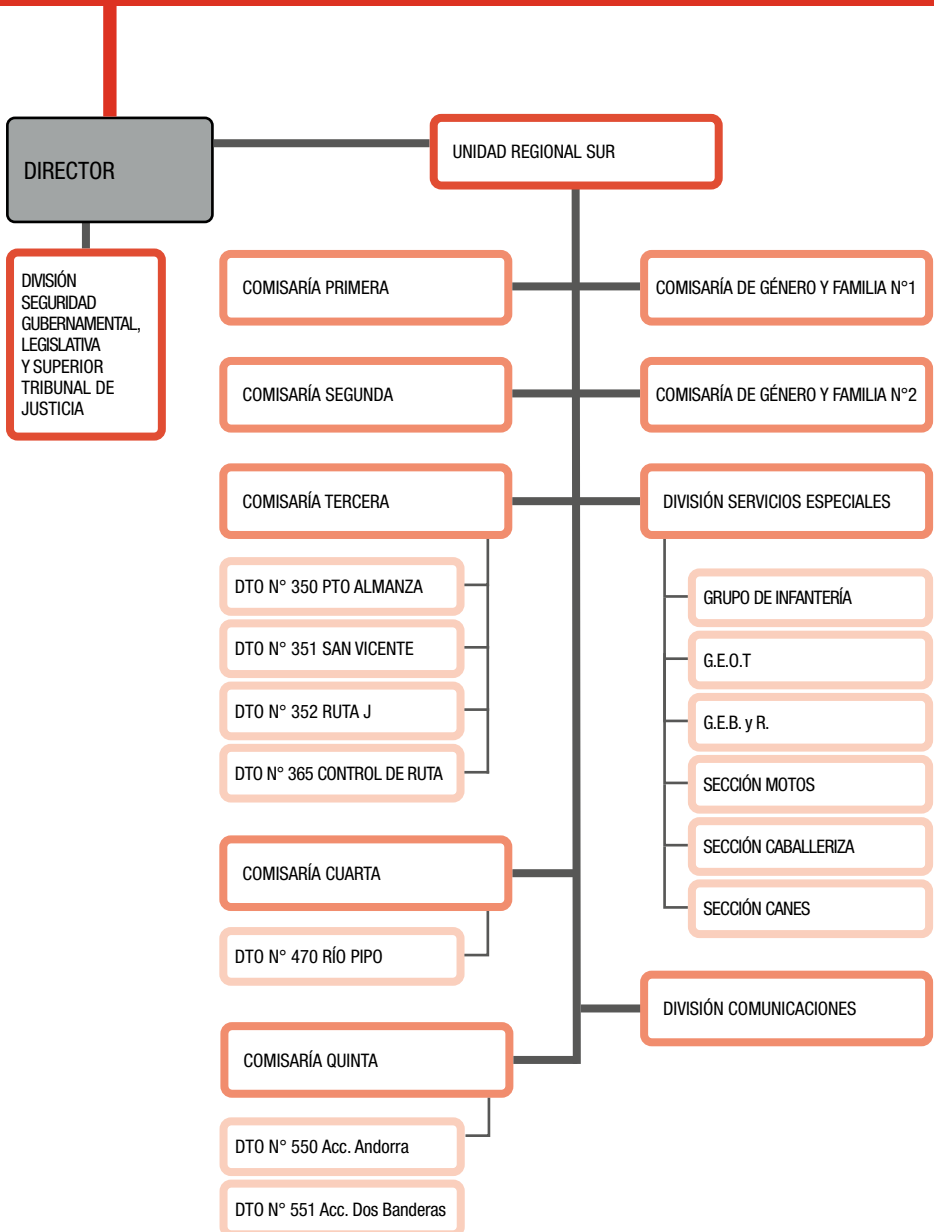 DIRECTOR
UNIDAD REGIONAL SUR
DIVISIÓN
SEGURIDAD
GUBERNAMENTAL,
LEGISLATIVA
Y SUPERIOR
TRIBUNAL DE
JUSTICIA
COMISARÍA PRIMERA
COMISARÍA DE GÉNERO Y FAMILIA N°1
COMISARÍA SEGUNDA
COMISARÍA DE GÉNERO Y FAMILIA N°2
COMISARÍA TERCERA
DTO N° 350 PTO ALMANZA
DTO N° 351 SAN VICENTE
DTO N° 352 RUTA J
DTO N° 365 CONTROL DE RUTA
DIVISIÓN SERVICIOS ESPECIALES
GRUPO DE INFANTERÍA
G.E.O.T
G.E.B. y R.
SECCIÓN MOTOS
SECCIÓN CABALLERIZA
SECCIÓN CANES
COMISARÍA CUARTA
DTO N° 470 RÍO PIPO
DIVISIÓN COMUNICACIONES
COMISARÍA QUINTA
DTO N° 550 Acc. Andorra
DTO N° 551 Acc. Dos Banderas